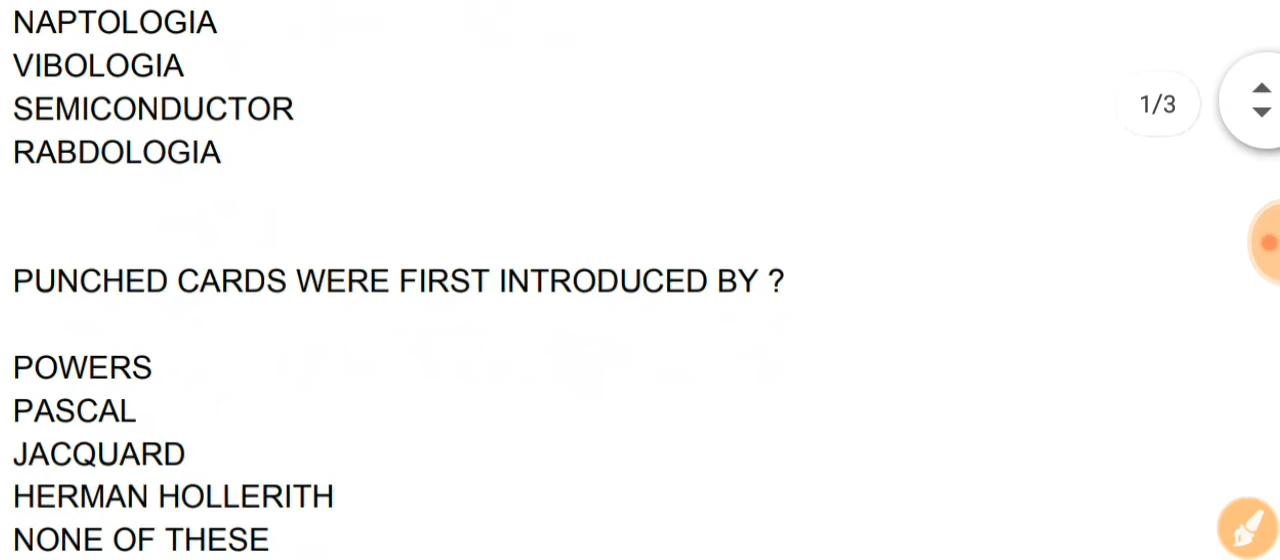 NAPTOLOGIA
VIBOLOGIA
SEMICONDUCTOR
1/3
RABDOLOGIA
PUNCHED CARDS WERE FIRST INTRODUCED BY ?
POWERS
PASCAL
JACQUARD
HERMAN HOLLERITH
NONE OF THESE